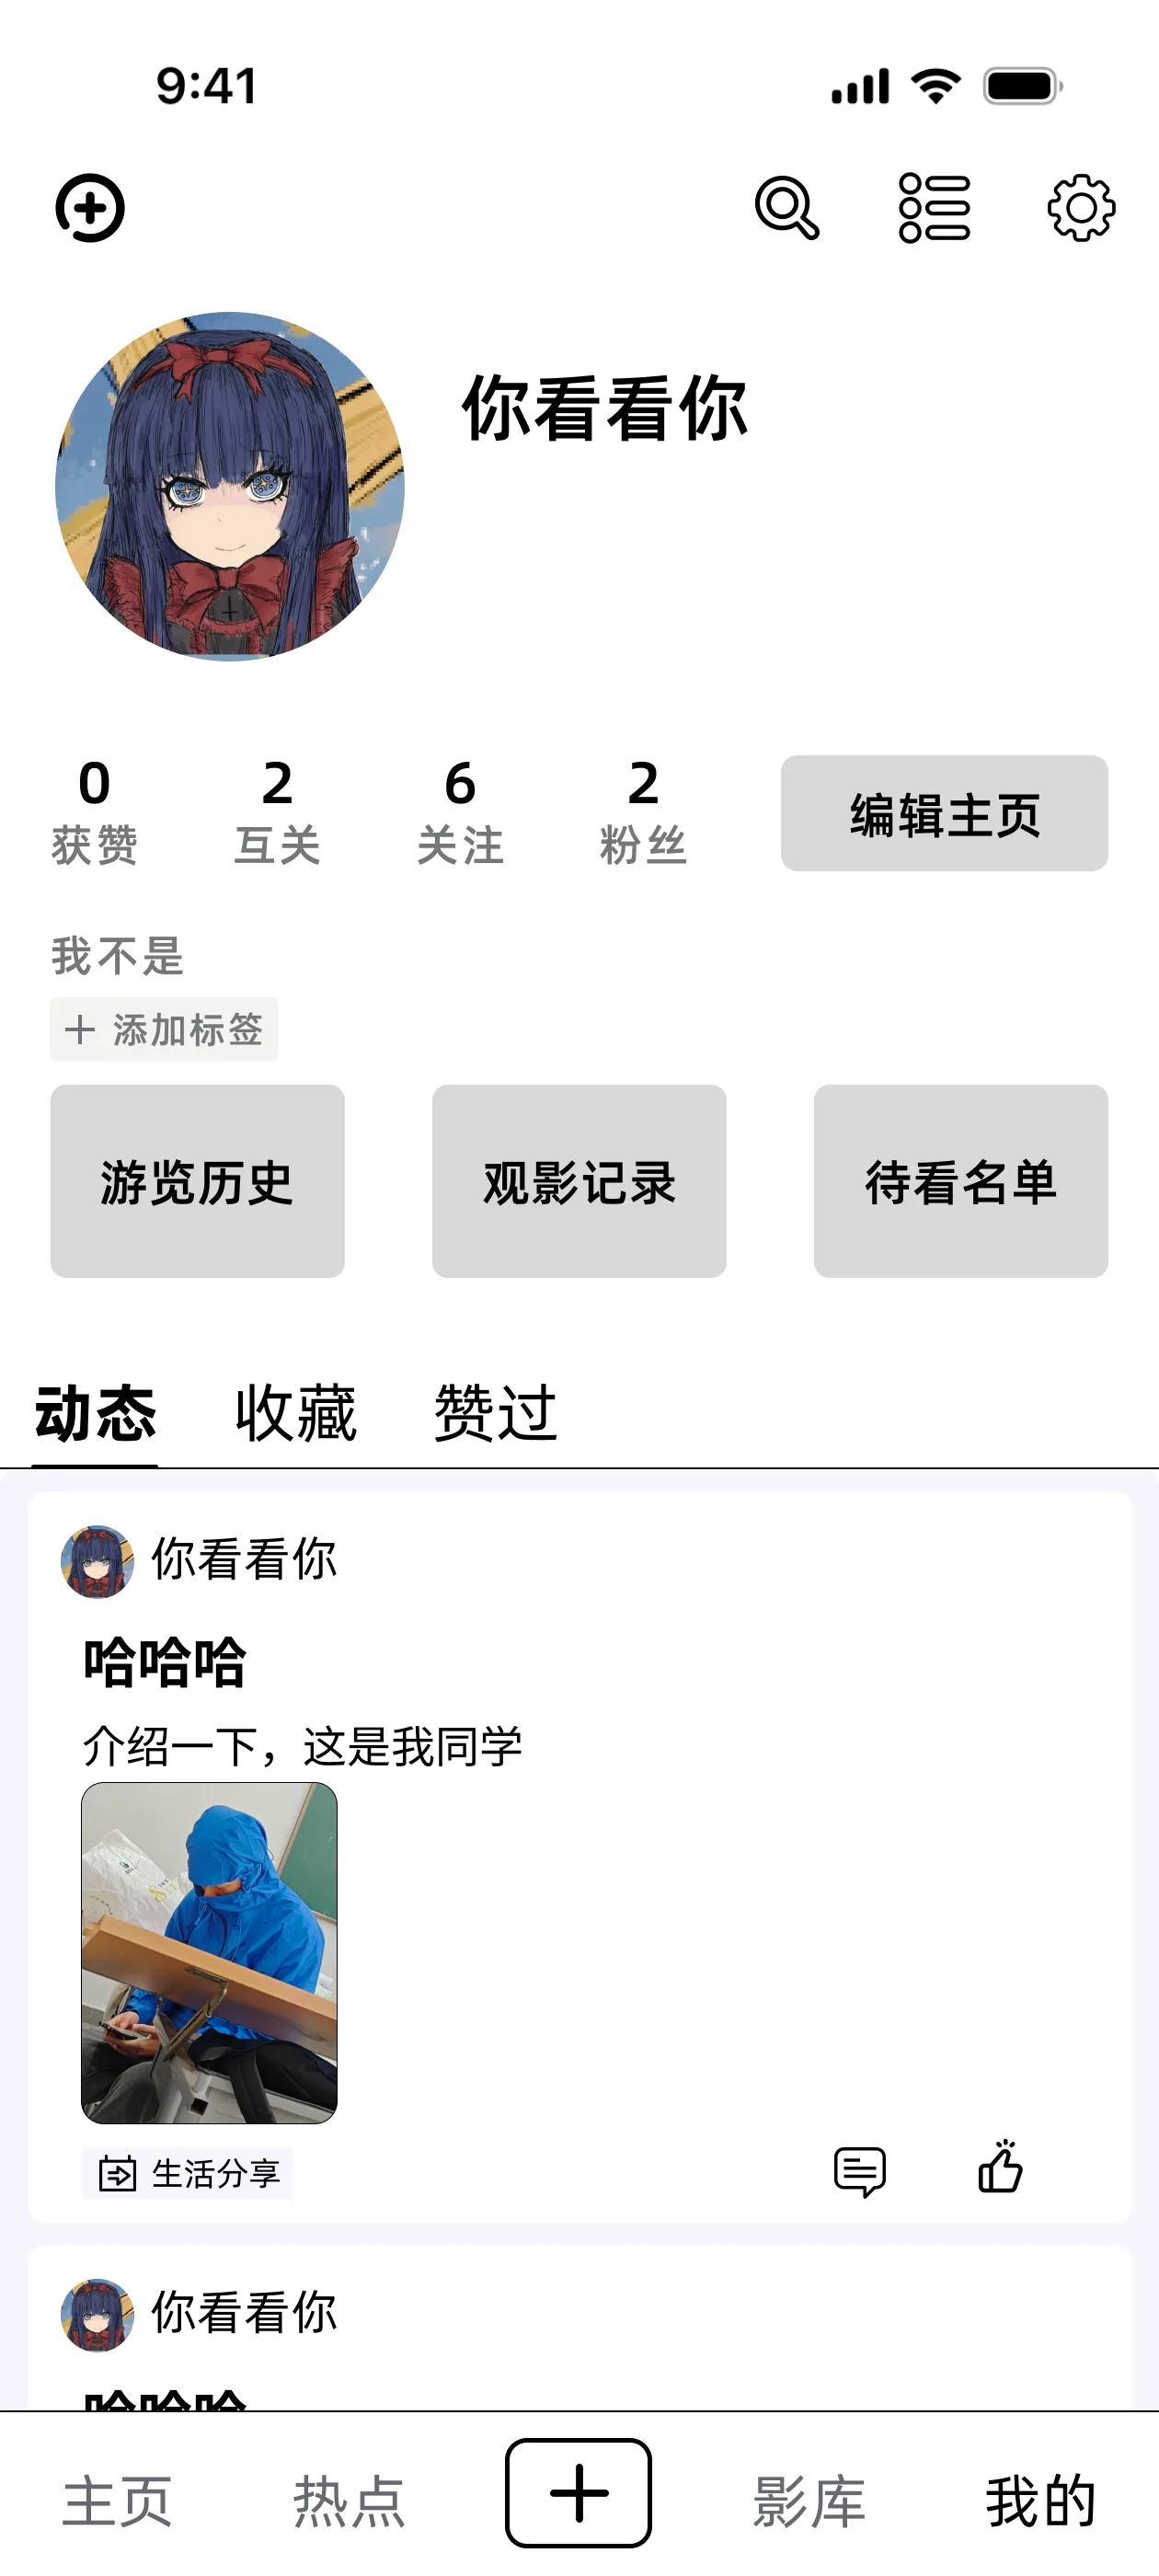 9:41
你看看你
0 2 6 2
获赞 互关 关注 粉丝
编辑主页
我不是
添加标签
游览历史 观影记录 待看名单
动态 收藏 赞过
你看看你
哈哈哈
介绍一下，这是我同学
生活分享
你看看你
哈哈哈
主页 热点 影库 我的